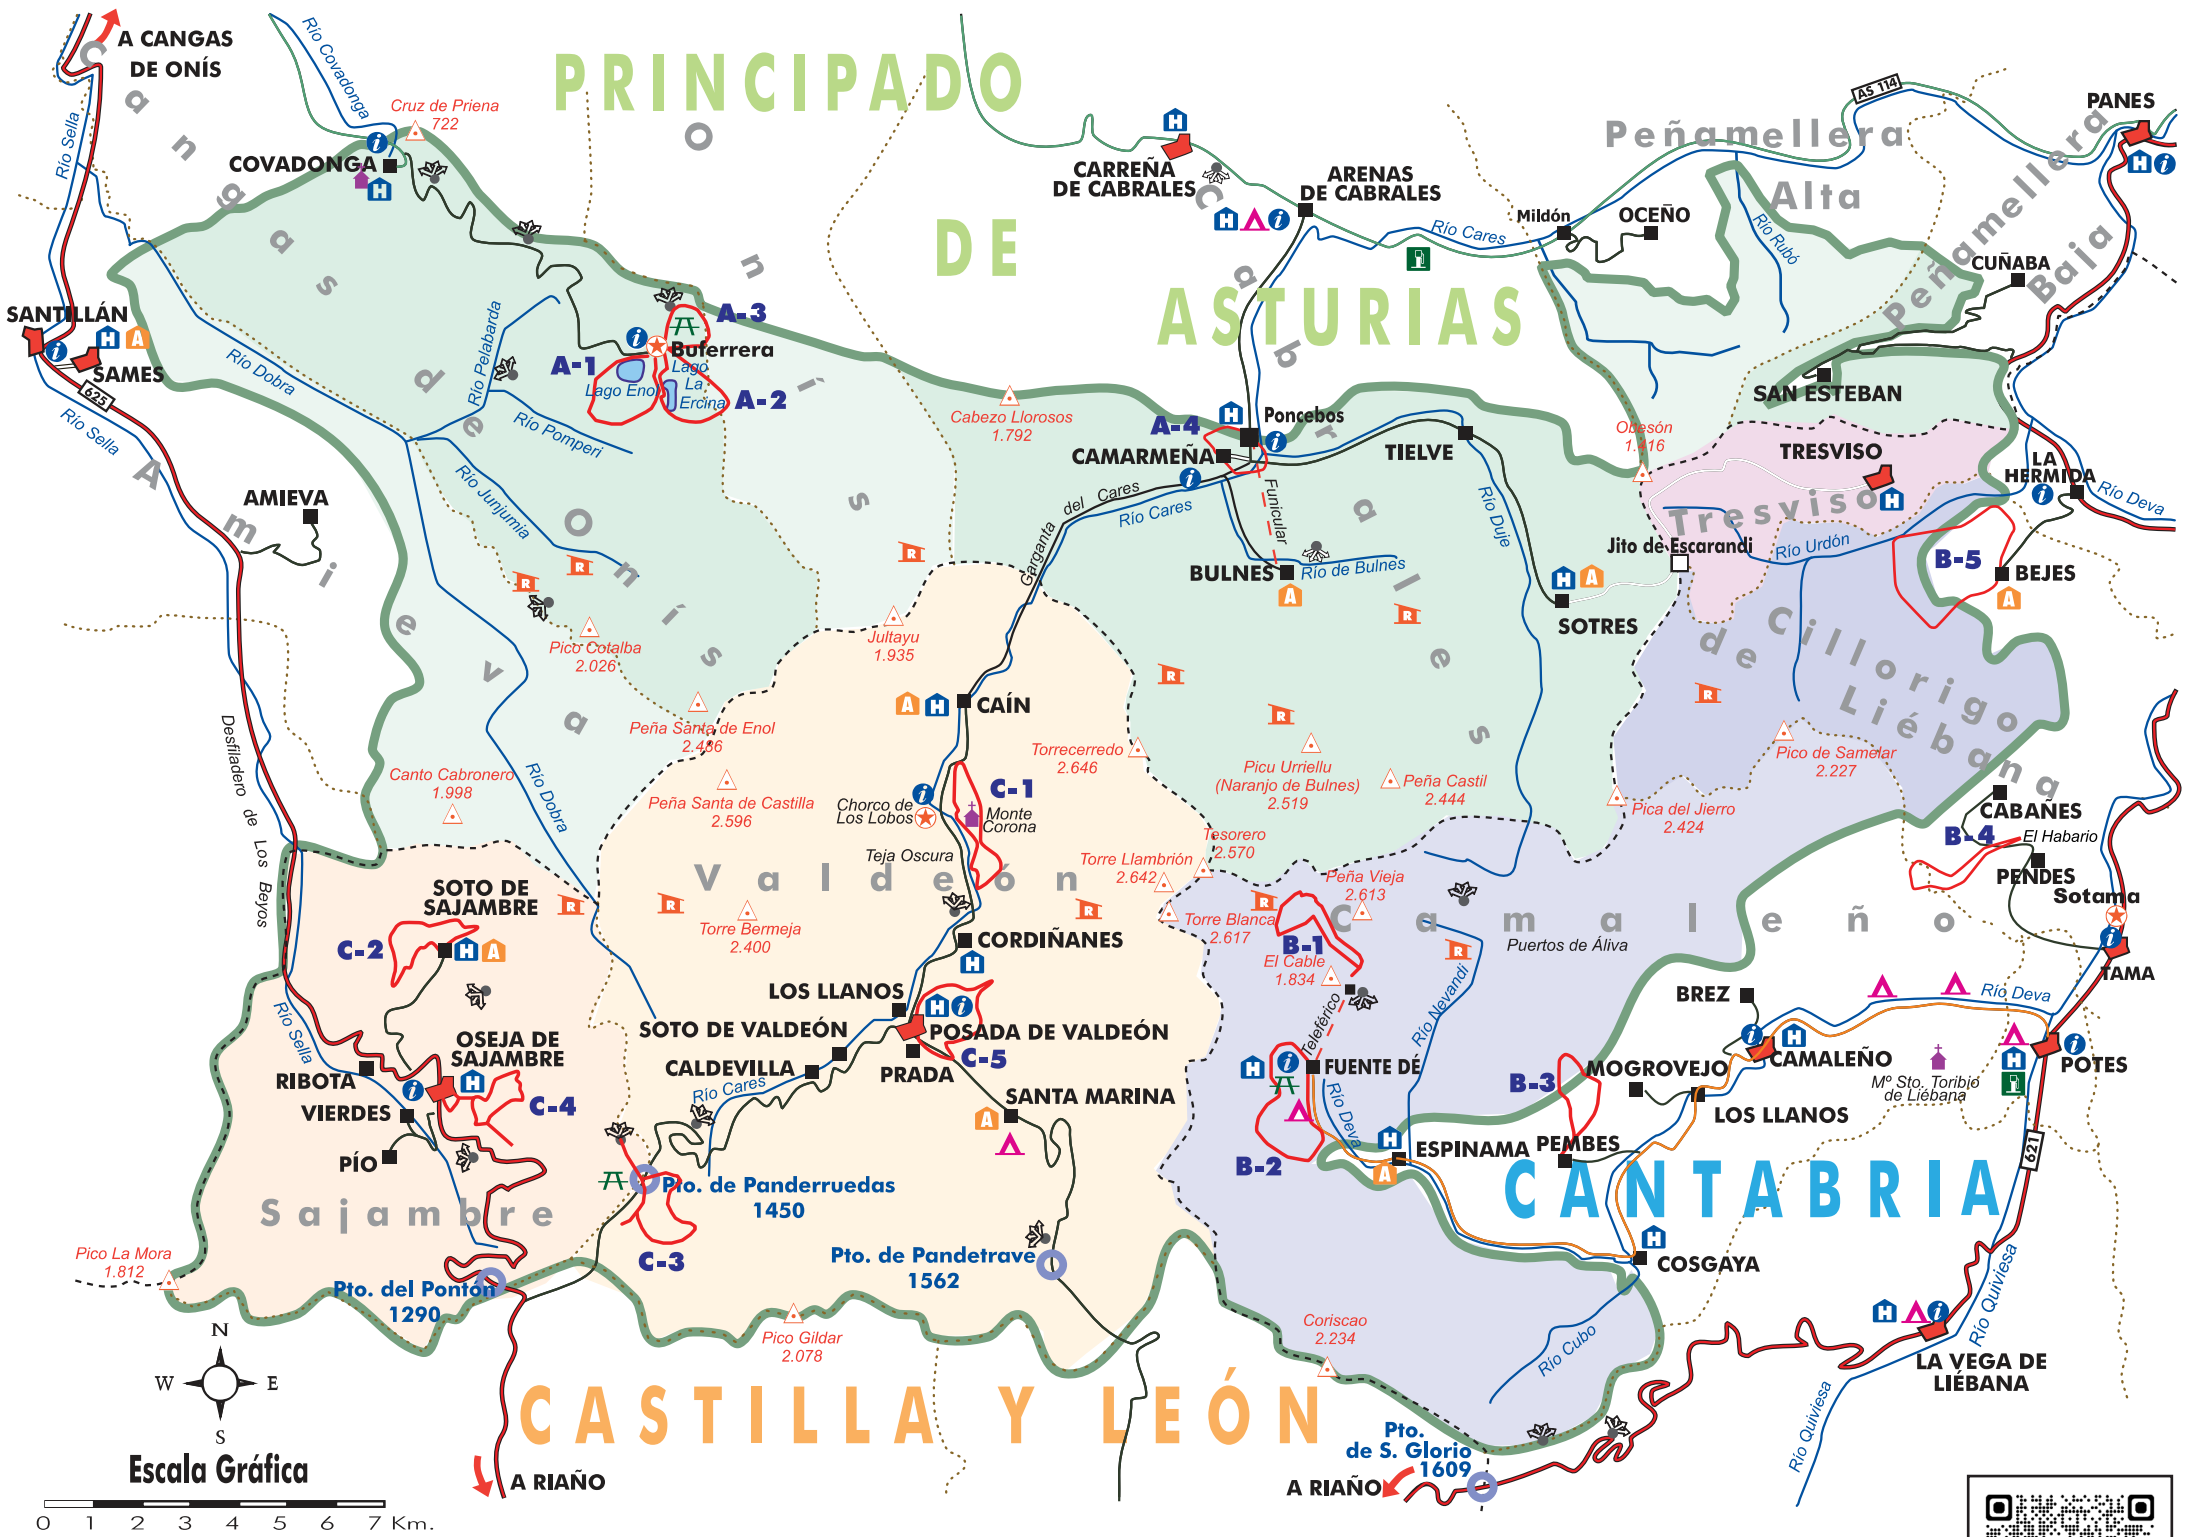 A CANGAS
DE ONÍS
Río Covadonga
Cruz de Priena
722
PRINCIPADO
DE
ASTURIAS
Cangas de Onís
Onís
Cabrales
Amieva
Peñamellera
Alta
Peñamellera
Baja
AS 114
PANES
Río Sella
COVADONGA
CARREÑA
DE CABRALES
ARENAS
DE CABRALES
Río Cares
Mildón
OCEÑO
Río Rubó
CUÑABA
SANTILLÁN
SAMES
625
Río Sella
Río Dobra
Río Pelabarda
Río Pomperi
Río Junjumia
A-3
Buferrera
A-1
Lago Enol
Lago
La
Ercina
A-2
Cabezo Llorosos
1.792
A-4
Poncebos
CAMARMEÑA
TIELVE
Obesón
1.416
SAN ESTEBAN
TRESVISO
Tresviso
LA
HERMIDA
Río Deva
AMIEVA
Garganta del Cares
Río Cares
Funicular
Río Duje
Jito de Escarandi
Río Urdón
B-5
BEJES
BULNES
Río de Bulnes
SOTRES
Cillorigo
de
Liébana
Pico Cotalba
2.026
Jultayu
1.935
CAÍN
Peña Santa de Enol
2.486
Torrecerredo
2.646
Picu Urriellu
(Naranjo de Bulnes)
2.519
Peña Castil
2.444
Pica del Jierro
2.424
Pico de Samelar
2.227
Desfiladero de Los Beyos
Canto Cabronero
1.998
Río Dobra
Peña Santa de Castilla
2.596
Chorco de
Los Lobos
C-1
Monte
Corona
Teja Oscura
CABAÑES
B-4
El Habario
PENDES
Sotama
TAMA
Valdeón
Tesorero
2.570
Torre Llambrión
2.642
Torre Blanca
2.617
Peña Vieja
2.613
Camaleño
Puertos de Áliva
SOTO DE
SAJAMBRE
C-2
Torre Bermeja
2.400
CORDIÑANES
B-1
El Cable
1.834
Teleférico
Río Nevandi
LOS LLANOS
SOTO DE VALDEÓN
POSADA DE VALDEÓN
C-5
CALDEVILLA
PRADA
Río Cares
SANTA MARINA
BREZ
Río Deva
CAMALEÑO
MOGROVEJO
LOS LLANOS
Mº Sto. Toribio
de Liébana
POTES
Río Sella
OSEJA DE
SAJAMBRE
RIBOTA
VIERDES
C-4
PÍO
Sajambre
FUENTE DÉ
Río Deva
B-2
B-3
ESPINAMA
PEMBES
621
CANTABRIA
Pto. de Panderruedas
1450
C-3
Pto. de Pandetrave
1562
COSGAYA
Río Quiviesa
Pico La Mora
1.812
Pto. del Pontón
1290
Pico Gildar
2.078
Coriscao
2.234
Río Cubo
LA VEGA DE
LIÉBANA
Río Quiviesa
CASTILLA Y LEÓN
Pto.
de S. Glorio
1609
A RIAÑO
A RIAÑO
N
W
E
S
Escala Gráfica
0 1 2 3 4 5 6 7 Km.